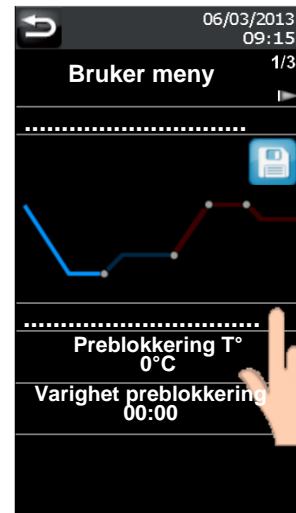 06/03/2013
09:15
Bruker meny
1/3
..............................
................................
Preblokkering T°
0°C
Varighet preblokkering
00:00